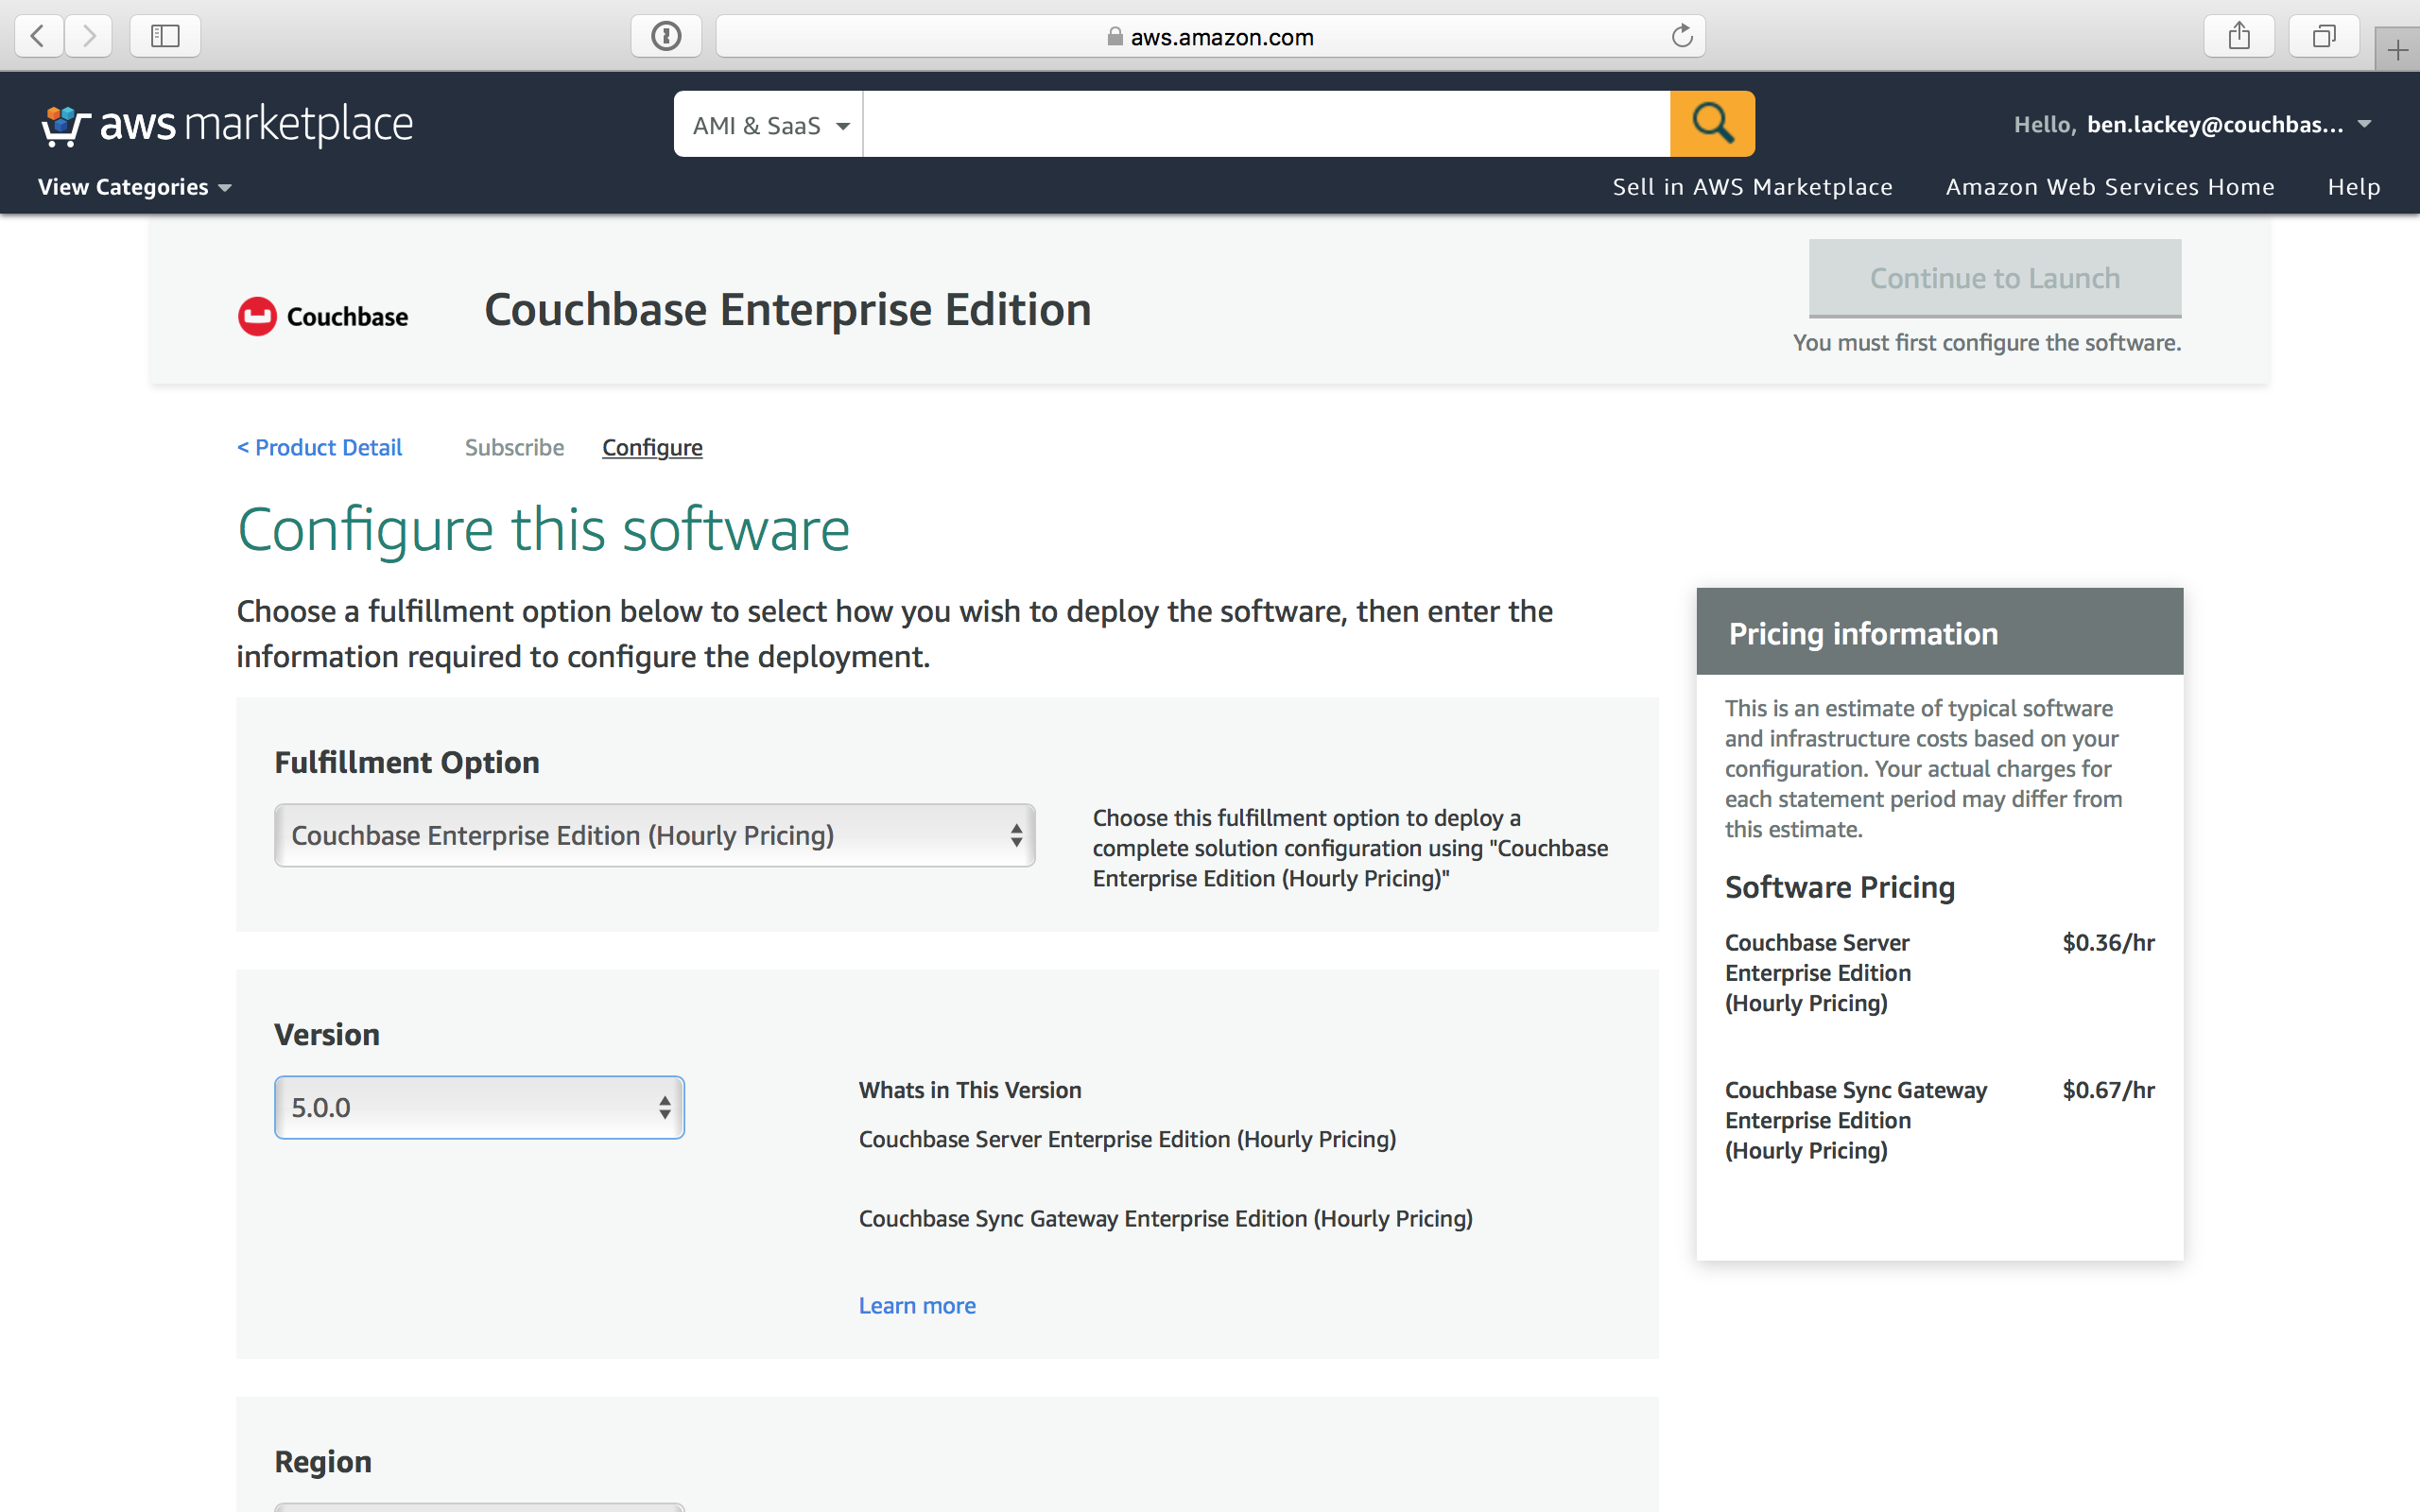 aws.amazon.com
aws marketplace
AMI & SaaS
Hello, ben.lackey@couchbas...
View Categories
Sell in AWS Marketplace
Amazon Web Services Home
Help
Couchbase
Couchbase Enterprise Edition
Continue to Launch
You must first configure the software.
< Product Detail
Subscribe
Configure
Configure this software
Choose a fulfillment option below to select how you wish to deploy the software, then enter the
information required to configure the deployment.
Fulfillment Option
Couchbase Enterprise Edition (Hourly Pricing)
Choose this fulfillment option to deploy a
complete solution configuration using "Couchbase
Enterprise Edition (Hourly Pricing)"
Version
5.0.0
Whats in This Version
Couchbase Server Enterprise Edition (Hourly Pricing)
Couchbase Sync Gateway Enterprise Edition (Hourly Pricing)
Learn more
Region
Pricing information
This is an estimate of typical software
and infrastructure costs based on your
configuration. Your actual charges for
each statement period may differ from
this estimate.
Software Pricing
Couchbase Server $0.36/hr
Enterprise Edition
(Hourly Pricing)
Couchbase Sync Gateway $0.67/hr
Enterprise Edition
(Hourly Pricing)